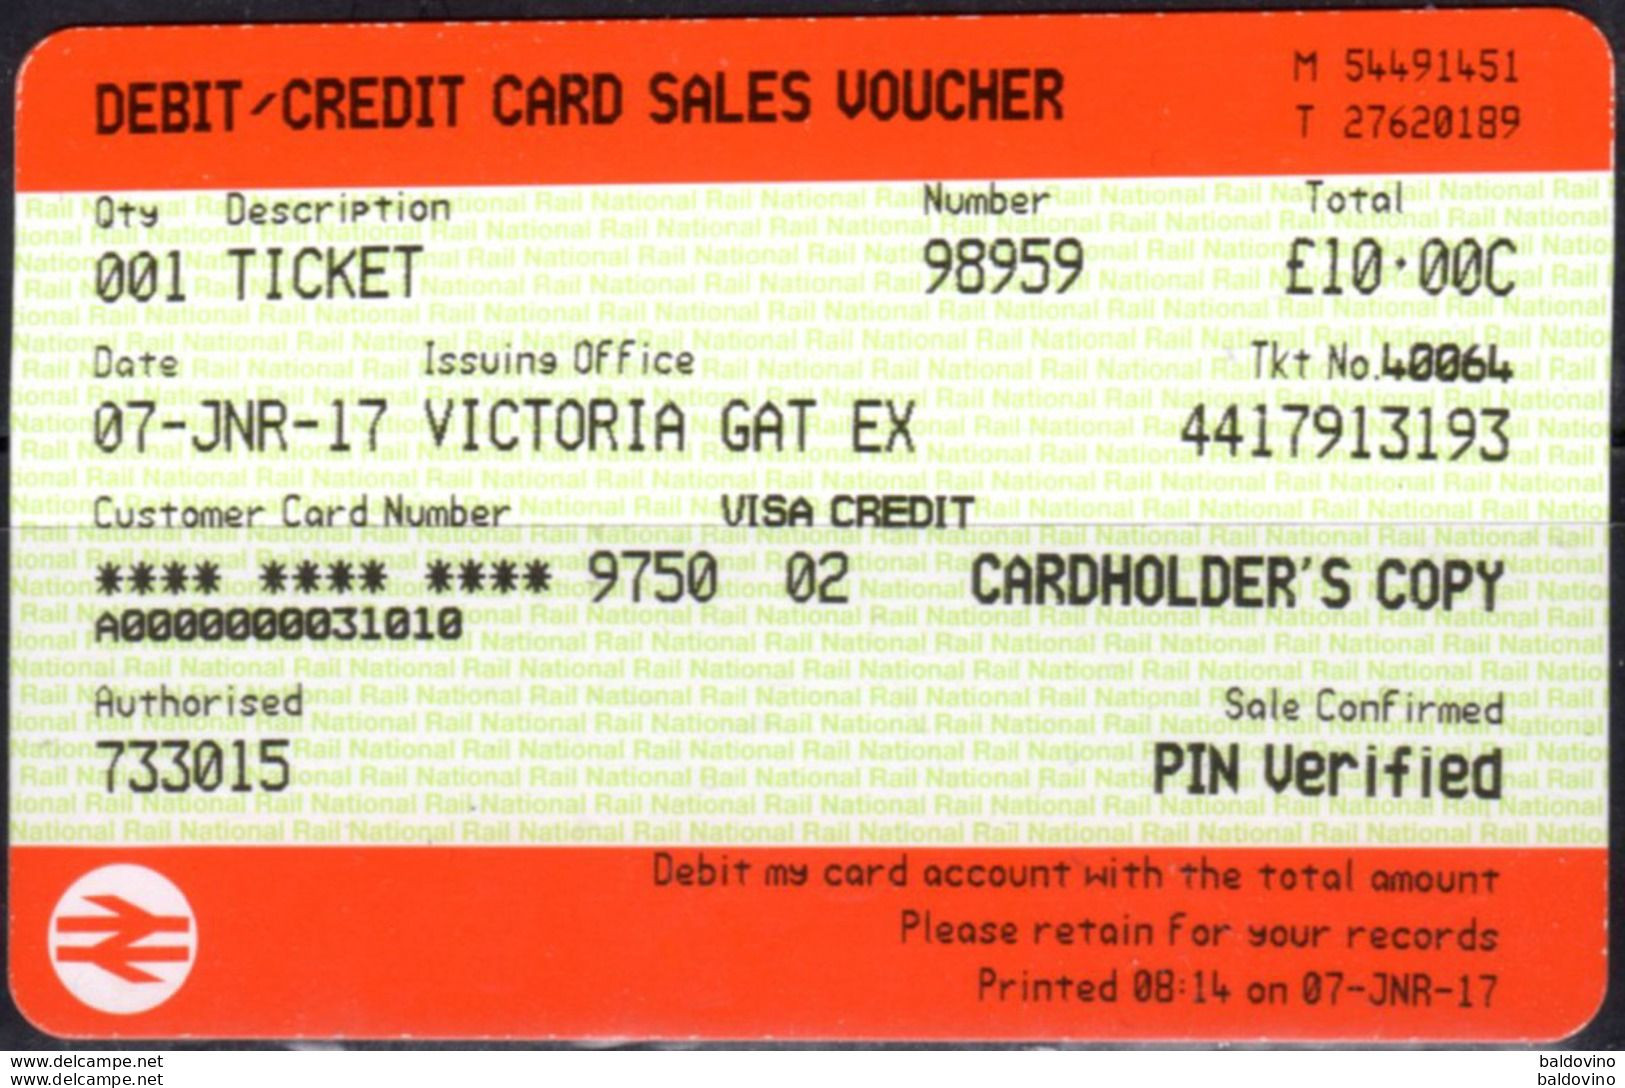 DEBIT/CREDIT CARD SALES VOUCHER
M 54491451
T 27620189
Qty Description Number Total
001 TICKET 98959 £10.00C
Date Issuing Office Tkt No.40064
07-JNR-17 VICTORIA GAT EX 4417913193
Customer Card Number VISA CREDIT
**** **** **** 9750 02 CARDHOLDER'S COPY
A0000000031010
Authorised Sale Confirmed
733015 PIN Verified
Debit my card account with the total amount
Please retain for your records
Printed 08:14 on 07-JNR-17
www.delcampe.net baldovino
www.delcampe.net baldovino